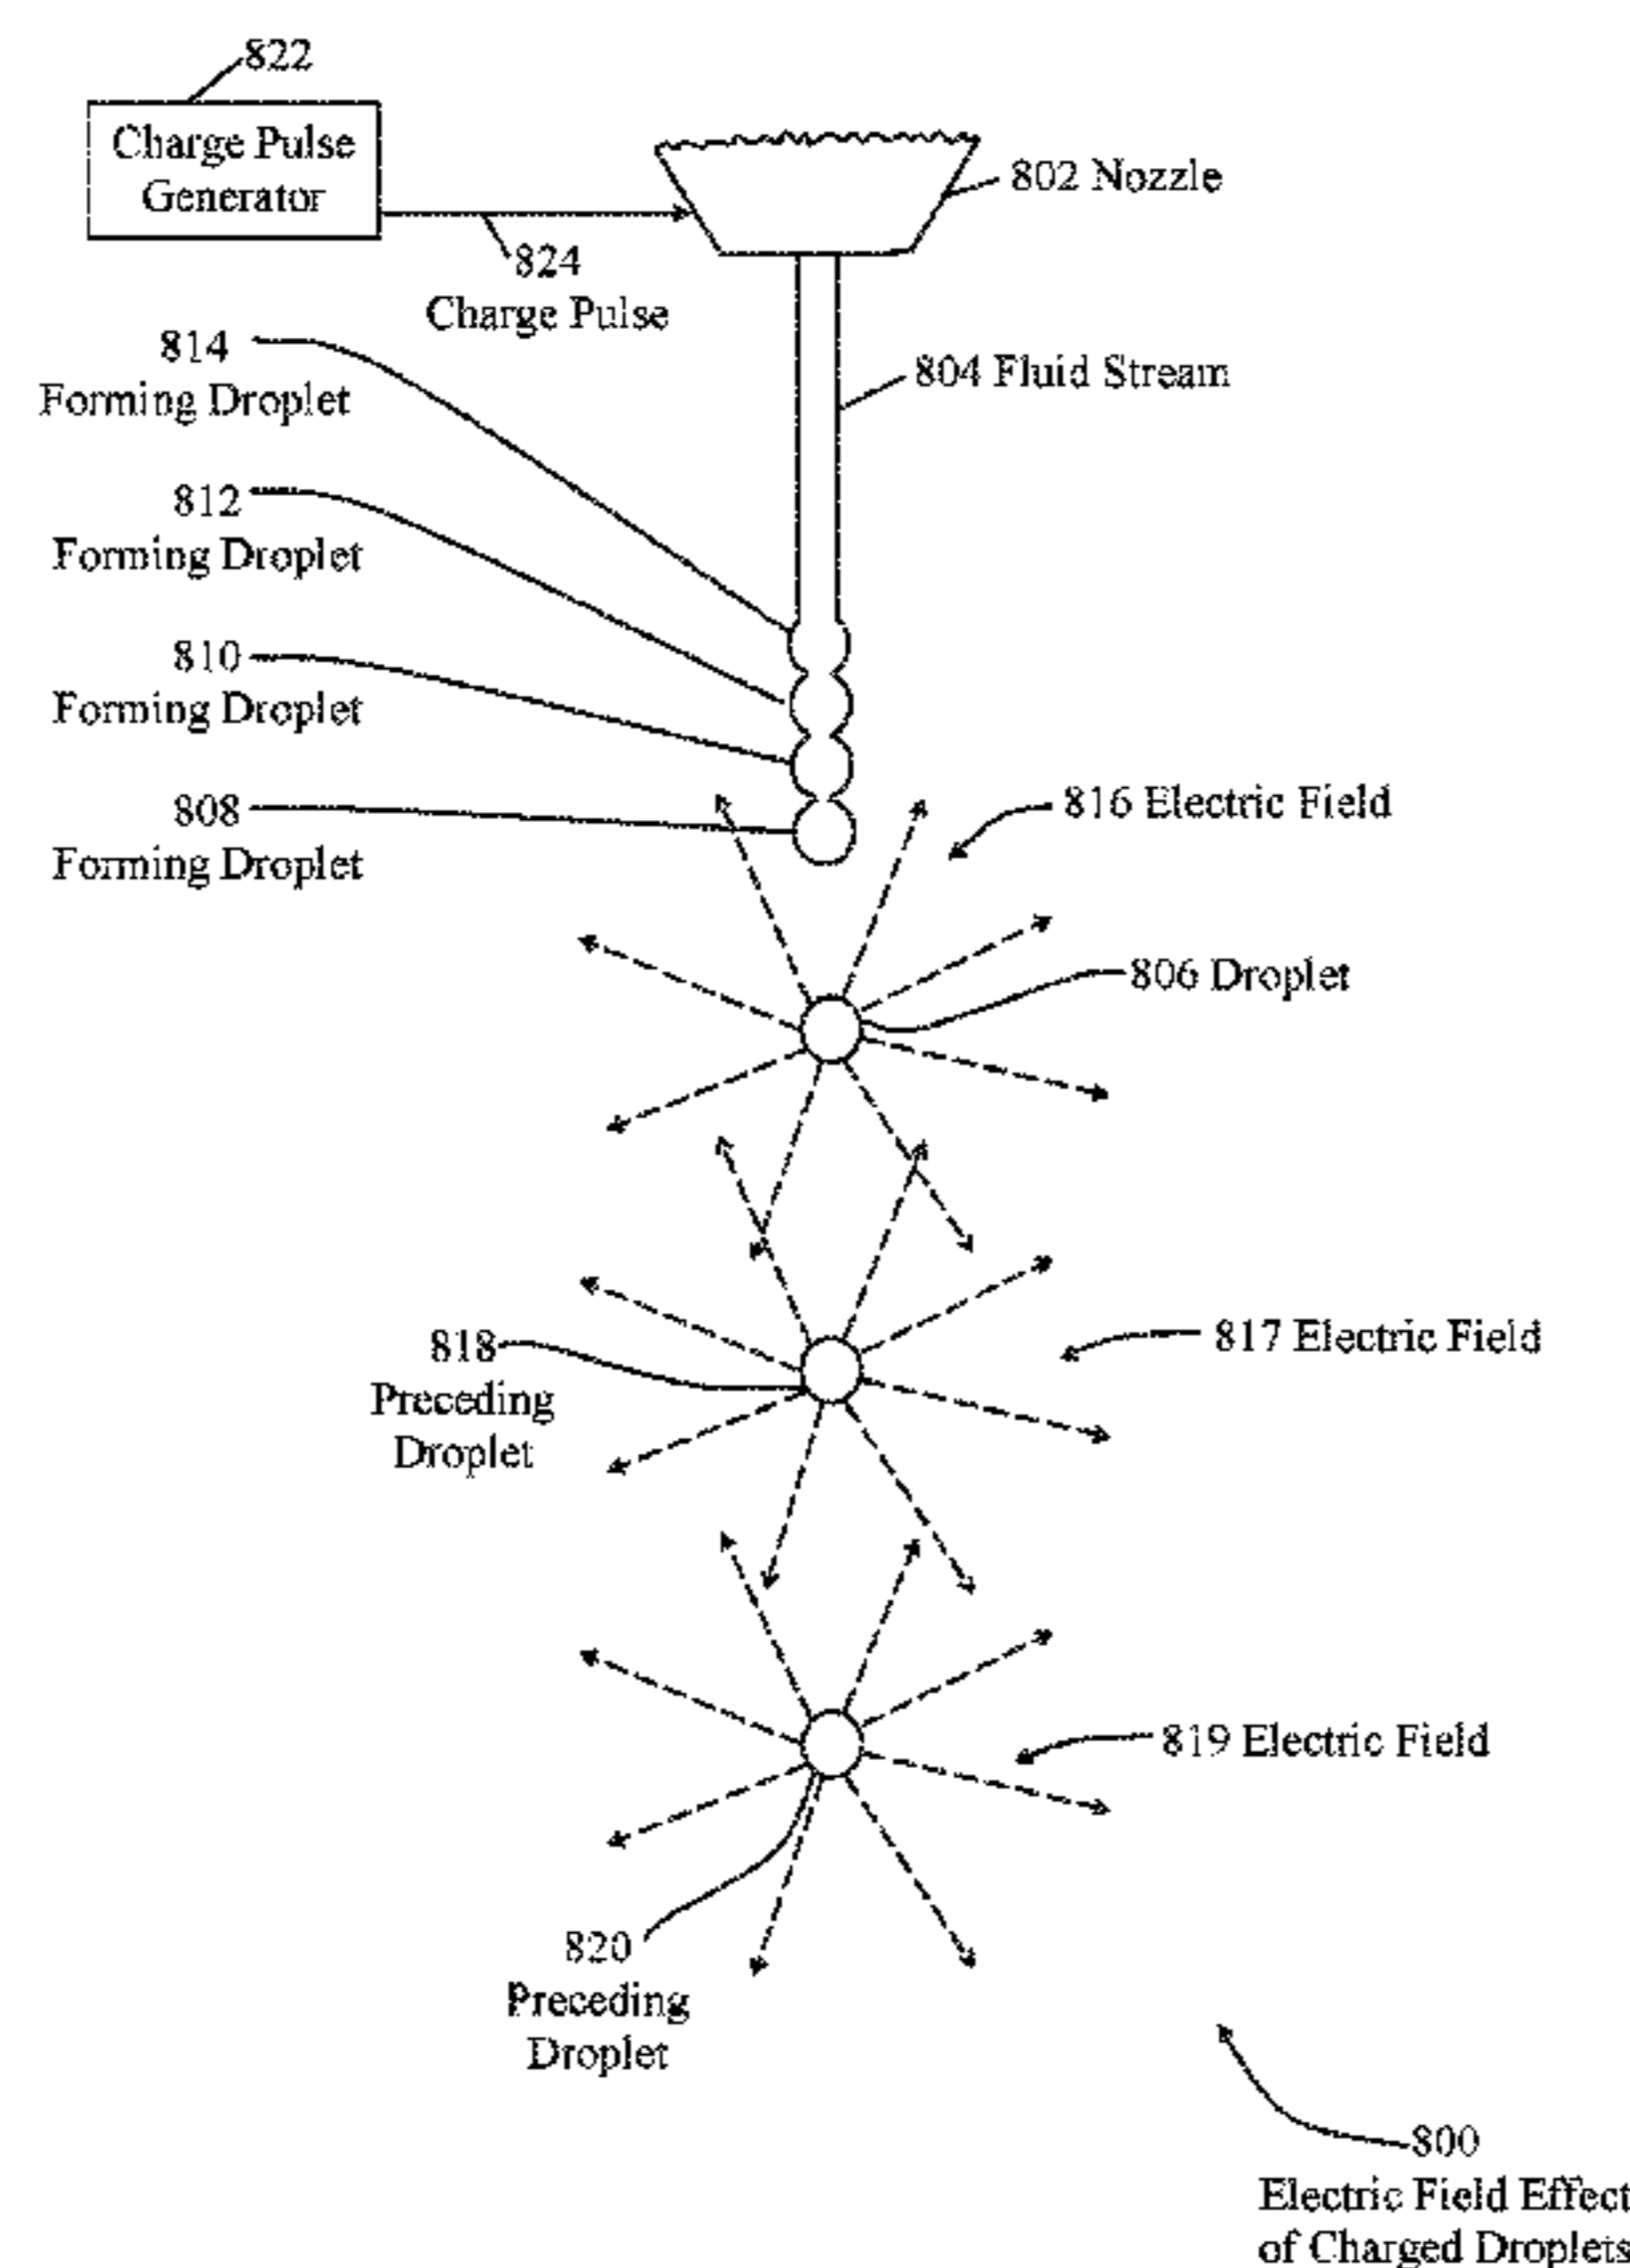 822
Charge Pulse
Generator
802 Nozzle
824
Charge Pulse
814
Forming Droplet
804 Fluid Stream
812
Forming Droplet
810
Forming Droplet
808
Forming Droplet
816 Electric Field
806 Droplet
818
Preceding
Droplet
817 Electric Field
819 Electric Field
820
Preceding
Droplet
800
Electric Field Effect
of Charged Droplets